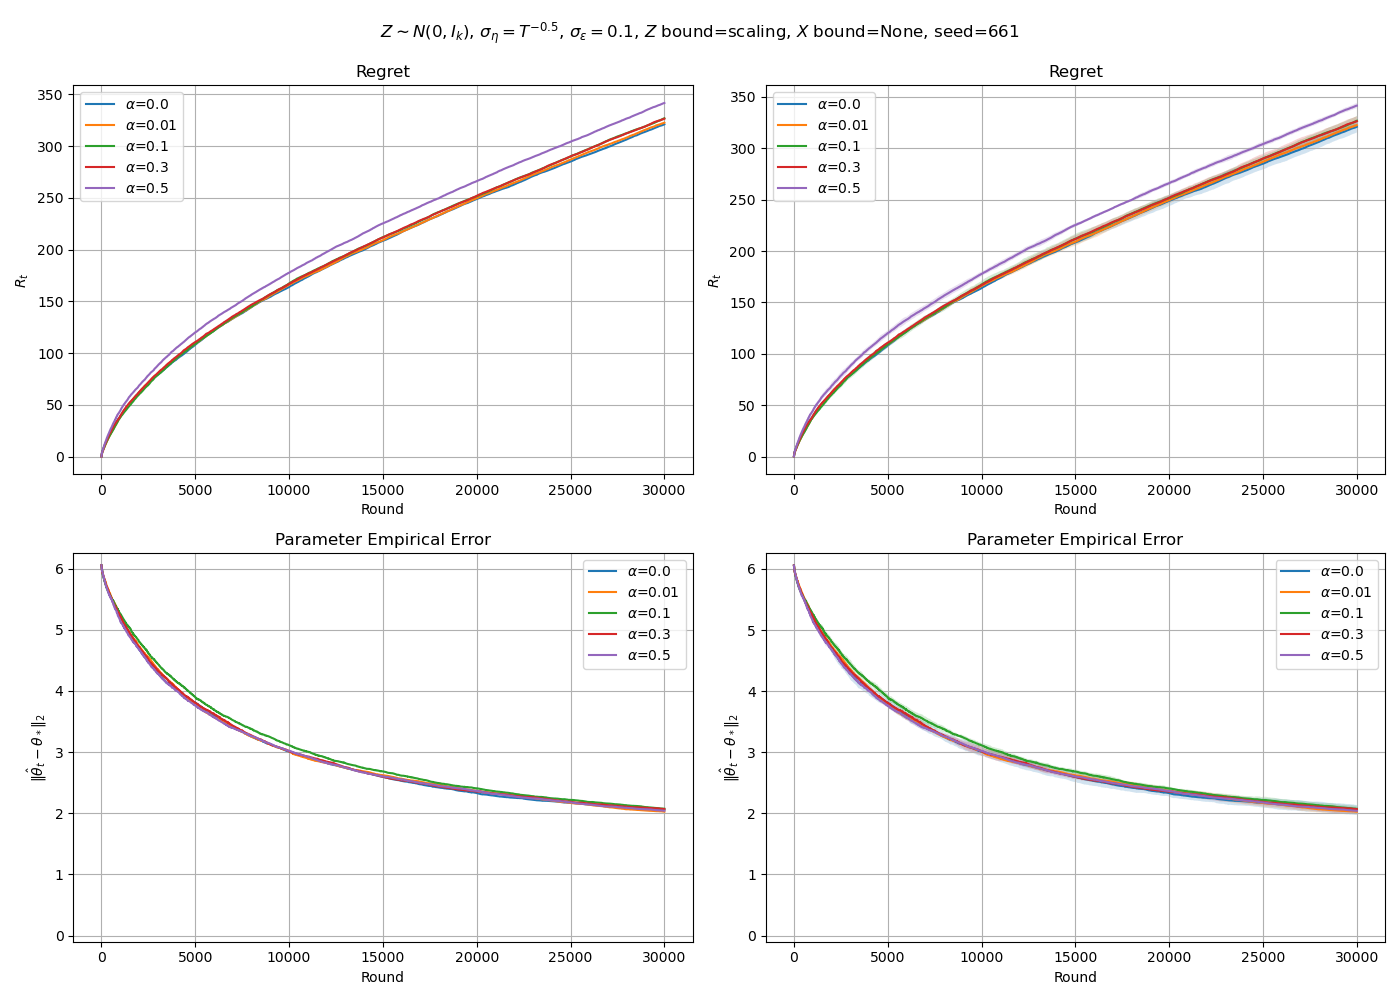 Z ∼ N(0, I_k), σ_η = T^{−0.5}, σ_ε = 0.1, Z bound=scaling, X bound=None, seed=661
Regret
350
300
250
200
150
100
50
0
R_t
α=0.0
α=0.01
α=0.1
α=0.3
α=0.5
0 5000 10000 15000 20000 25000 30000
Round
Regret
350
300
250
200
150
100
50
0
R_t
α=0.0
α=0.01
α=0.1
α=0.3
α=0.5
0 5000 10000 15000 20000 25000 30000
Round
Parameter Empirical Error
6
5
4
3
2
1
0
‖θ̂_t − θ_*‖_2
α=0.0
α=0.01
α=0.1
α=0.3
α=0.5
0 5000 10000 15000 20000 25000 30000
Round
Parameter Empirical Error
6
5
4
3
2
1
0
‖θ̂_t − θ_*‖_2
α=0.0
α=0.01
α=0.1
α=0.3
α=0.5
0 5000 10000 15000 20000 25000 30000
Round